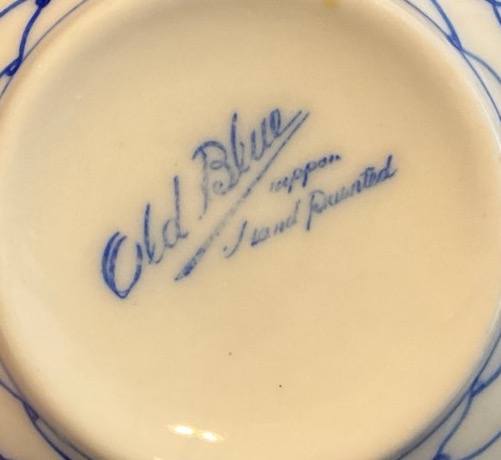 Old Blue
nippon
Hand Painted